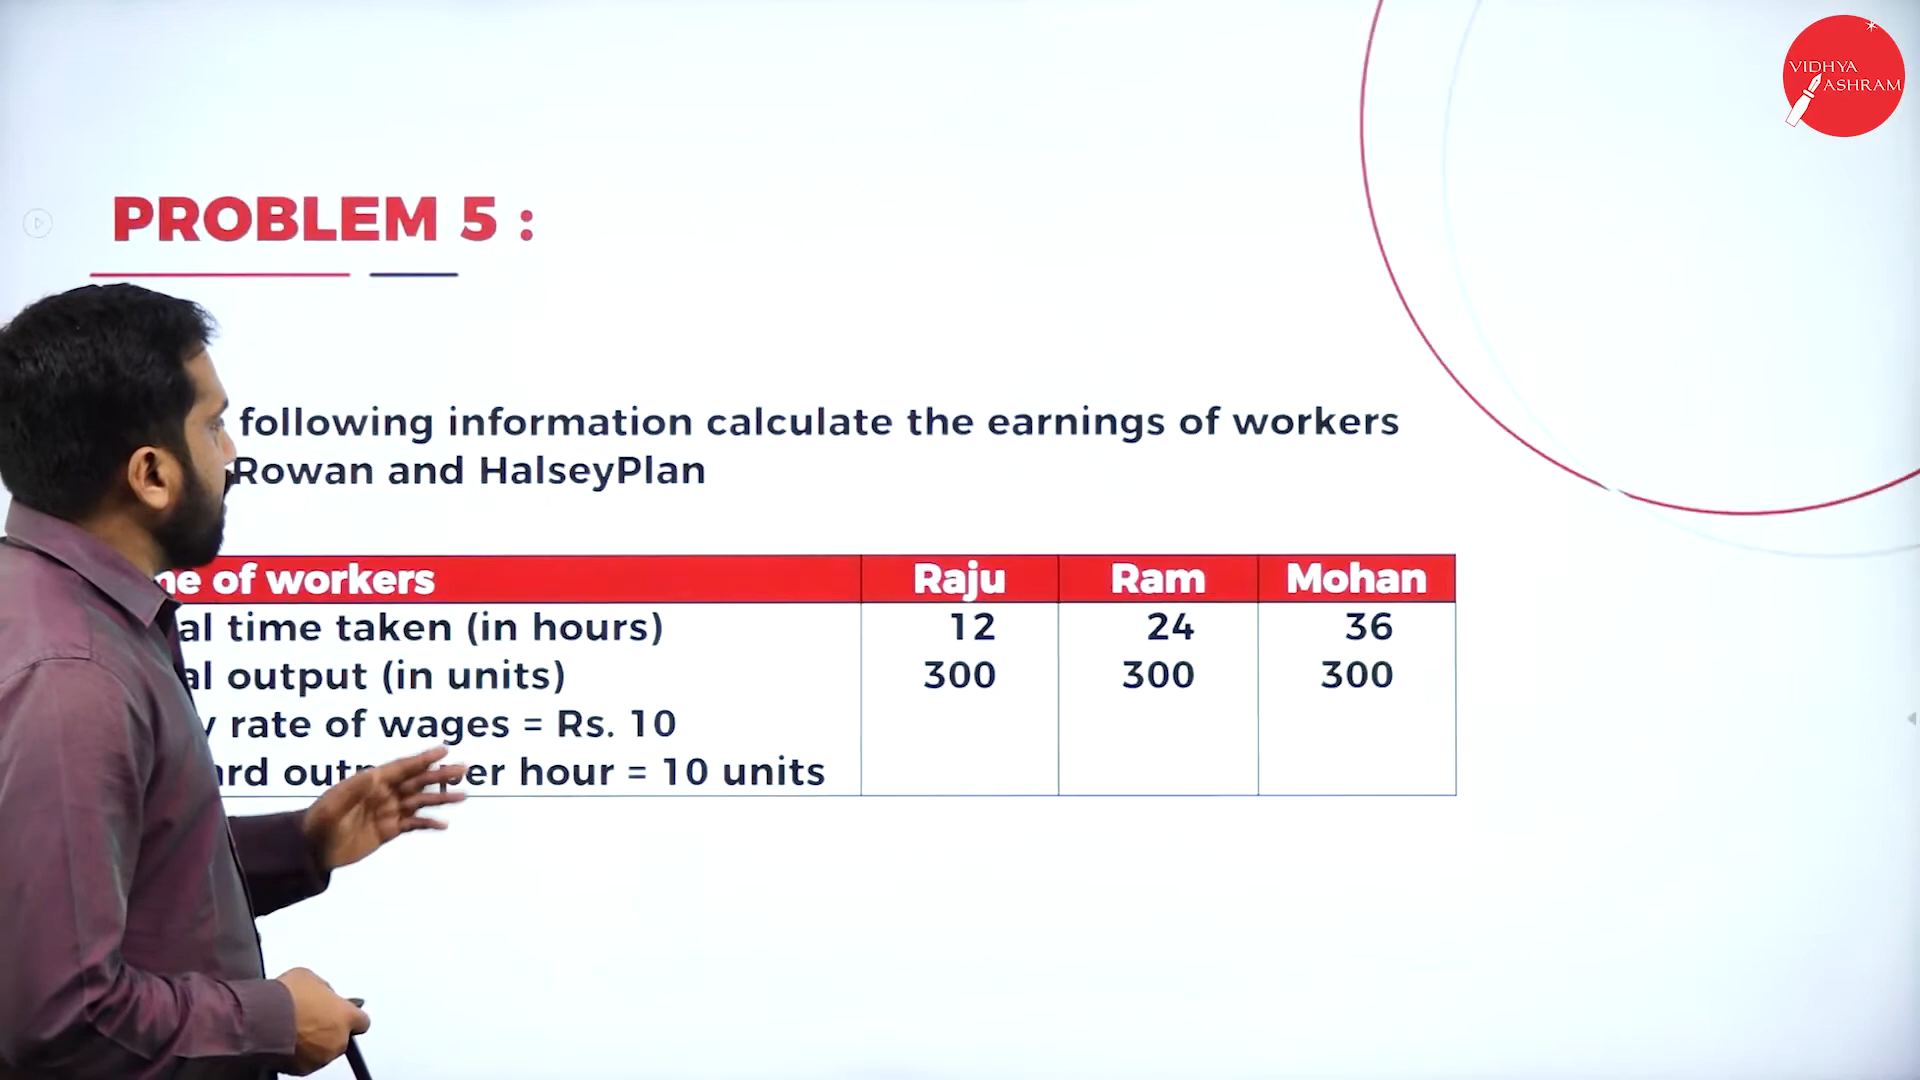 VIDHYA
ASHRAM
PROBLEM 5 :
following information calculate the earnings of workers
Rowan and HalseyPlan
of workers Raju Ram Mohan
time taken (in hours) 12 24 36
output (in units) 300 300 300
rate of wages = Rs. 10
per hour = 10 units